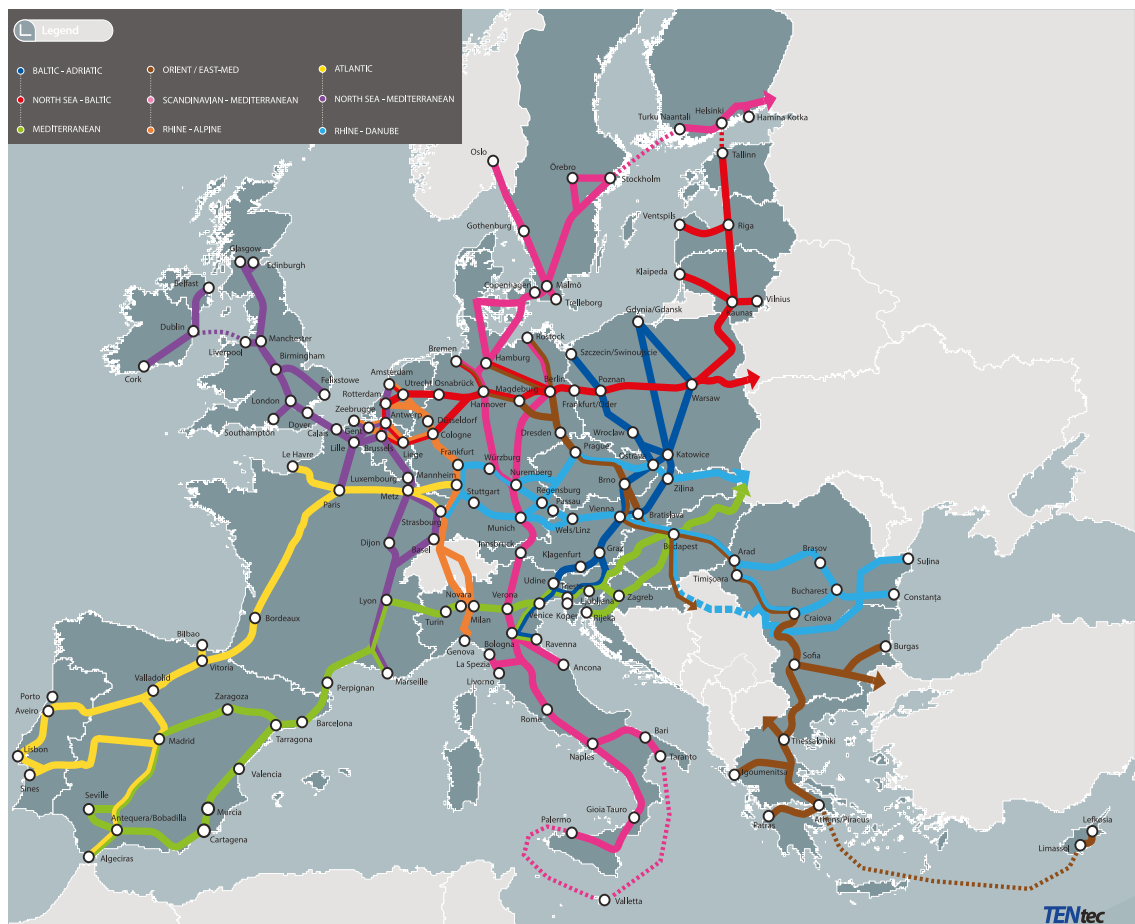 Legend
BALTIC - ADRIATIC
ORIENT / EAST-MED
ATLANTIC
NORTH SEA - BALTIC
SCANDINAVIAN - MEDITERRANEAN
NORTH SEA - MEDITERRANEAN
MEDITERRANEAN
RHINE - ALPINE
RHINE - DANUBE
Helsinki
Turku Naantali
Hamina Kotka
Oslo
Örebro
Stockholm
Tallinn
Gothenburg
Ventspils
Riga
Glasgow
Edinburgh
Belfast
Copenhagen
Malmö
Trelleborg
Klaipeda
Vilnius
Kaunas
Gdynia/Gdansk
Dublin
Liverpool
Manchester
Cork
Birmingham
Felixstowe
London
Dover
Southampton
Calais
Bremen
Hamburg
Rostock
Szczecin/Swinoujscie
Amsterdam
Utrecht
Osnabrück
Rotterdam
Hannover
Magdeburg
Berlin
Frankfurt/Oder
Poznan
Warsaw
Zeebrugge
Gent
Antwerp
Düsseldorf
Cologne
Lille
Brussels
Liège
Dresden
Wroclaw
Katowice
Ostrava
Prague
Le Havre
Paris
Luxembourg
Metz
Mannheim
Frankfurt
Würzburg
Nuremberg
Stuttgart
Regensburg
Passau
Brno
Zilina
Strasbourg
Munich
Wels/Linz
Vienna
Bratislava
Budapest
Dijon
Basel
Innsbruck
Klagenfurt
Graz
Arad
Timișoara
Brașov
Sulina
Bucharest
Constanța
Craiova
Lyon
Turin
Novara
Milan
Verona
Udine
Venice
Trieste
Koper
Ljubljana
Rijeka
Zagreb
Bordeaux
Genova
Bologna
Ravenna
La Spezia
Livorno
Ancona
Marseille
Perpignan
Bilbao
Vitoria
Valladolid
Porto
Aveiro
Zaragoza
Barcelona
Tarragona
Lisbon
Madrid
Sines
Valencia
Seville
Antequera/Bobadilla
Murcia
Cartagena
Algeciras
Rome
Naples
Bari
Taranto
Gioia Tauro
Palermo
Valletta
Sofia
Burgas
Thessaloniki
Igoumenitsa
Patras
Athens/Piraeus
Lefkosia
Limassol
TENtec